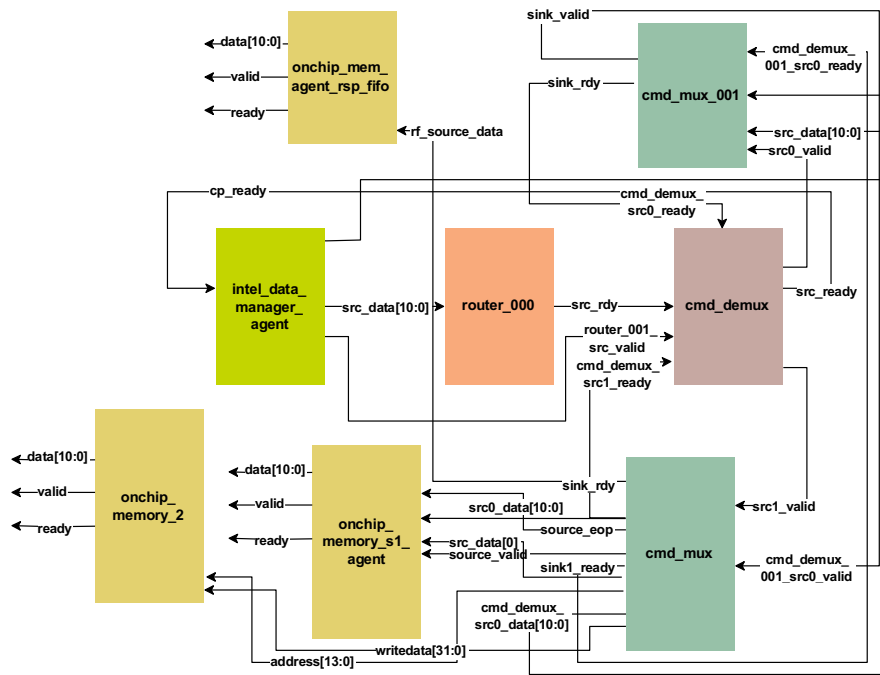 sink_valid
data[10:0]
valid
ready
onchip_mem_
agent_rsp_fifo
rf_source_data
sink_rdy
cmd_mux_001
cmd_demux_
001_src0_ready
src_data[10:0]
src0_valid
cp_ready
cmd_demux_
src0_ready
intel_data_
manager_
agent
src_data[10:0]
router_000
src_rdy
router_001_
src_valid
cmd_demux_
src1_ready
cmd_demux
src_ready
data[10:0]
valid
ready
onchip_
memory_2
data[10:0]
valid
ready
onchip_
memory_s1_
agent
sink_rdy
src0_data[10:0]
source_eop
src_data[0]
source_valid
sink1_ready
cmd_demux_
src0_data[10:0]
writedata[31:0]
address[13:0]
cmd_mux
src1_valid
cmd_demux_
001_src0_valid